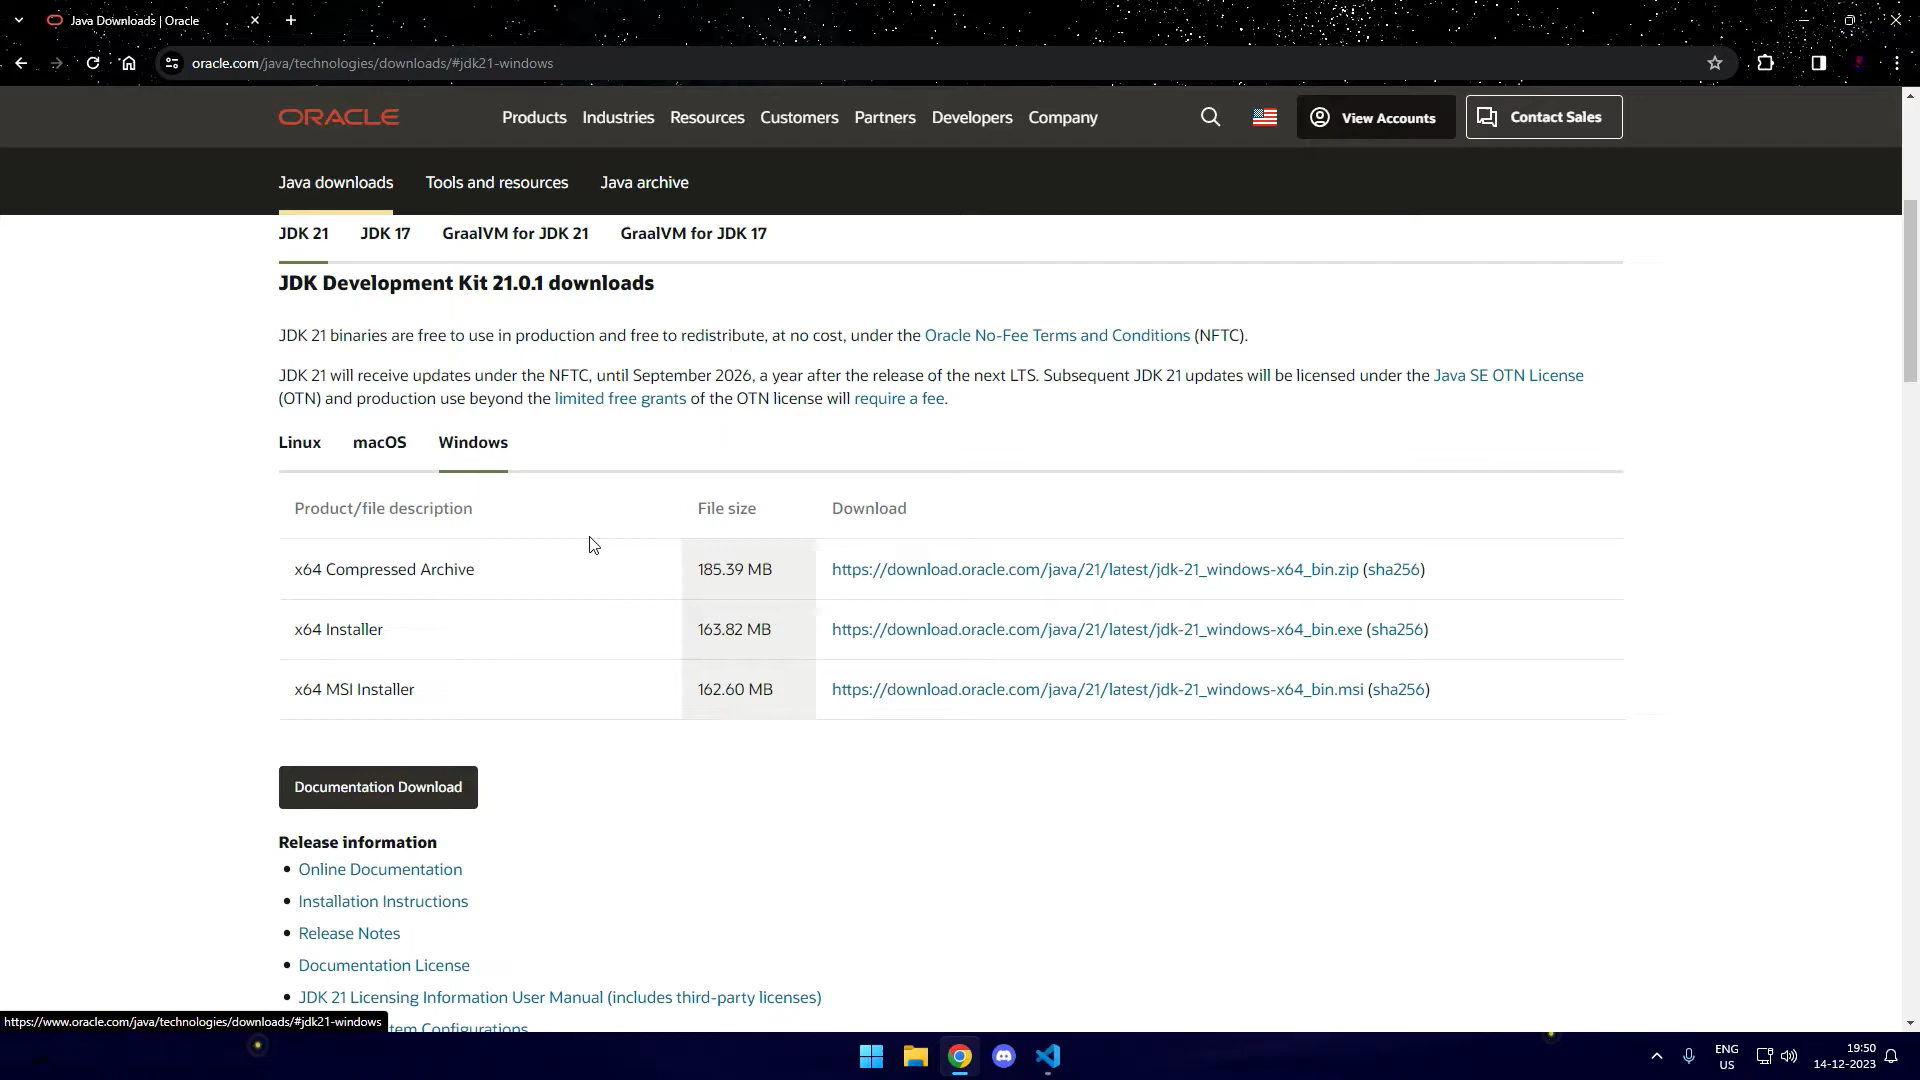 Java Downloads | Oracle
oracle.com/java/technologies/downloads/#jdk21-windows
ORACLE
Products Industries Resources Customers Partners Developers Company
View Accounts
Contact Sales
Java downloads Tools and resources Java archive
JDK 21 JDK 17 GraalVM for JDK 21 GraalVM for JDK 17
JDK Development Kit 21.0.1 downloads
JDK 21 binaries are free to use in production and free to redistribute, at no cost, under the Oracle No-Fee Terms and Conditions (NFTC).
JDK 21 will receive updates under the NFTC, until September 2026, a year after the release of the next LTS. Subsequent JDK 21 updates will be licensed under the Java SE OTN License
(OTN) and production use beyond the limited free grants of the OTN license will require a fee.
Linux macOS Windows
Product/file description File size Download
x64 Compressed Archive 185.39 MB https://download.oracle.com/java/21/latest/jdk-21_windows-x64_bin.zip (sha256)
x64 Installer 163.82 MB https://download.oracle.com/java/21/latest/jdk-21_windows-x64_bin.exe (sha256)
x64 MSI Installer 162.60 MB https://download.oracle.com/java/21/latest/jdk-21_windows-x64_bin.msi (sha256)
Documentation Download
Release information
Online Documentation
Installation Instructions
Release Notes
Documentation License
JDK 21 Licensing Information User Manual (includes third-party licenses)
https://www.oracle.com/java/technologies/downloads/#jdk21-windows
Configurations
ENG
US
19:50
14-12-2023